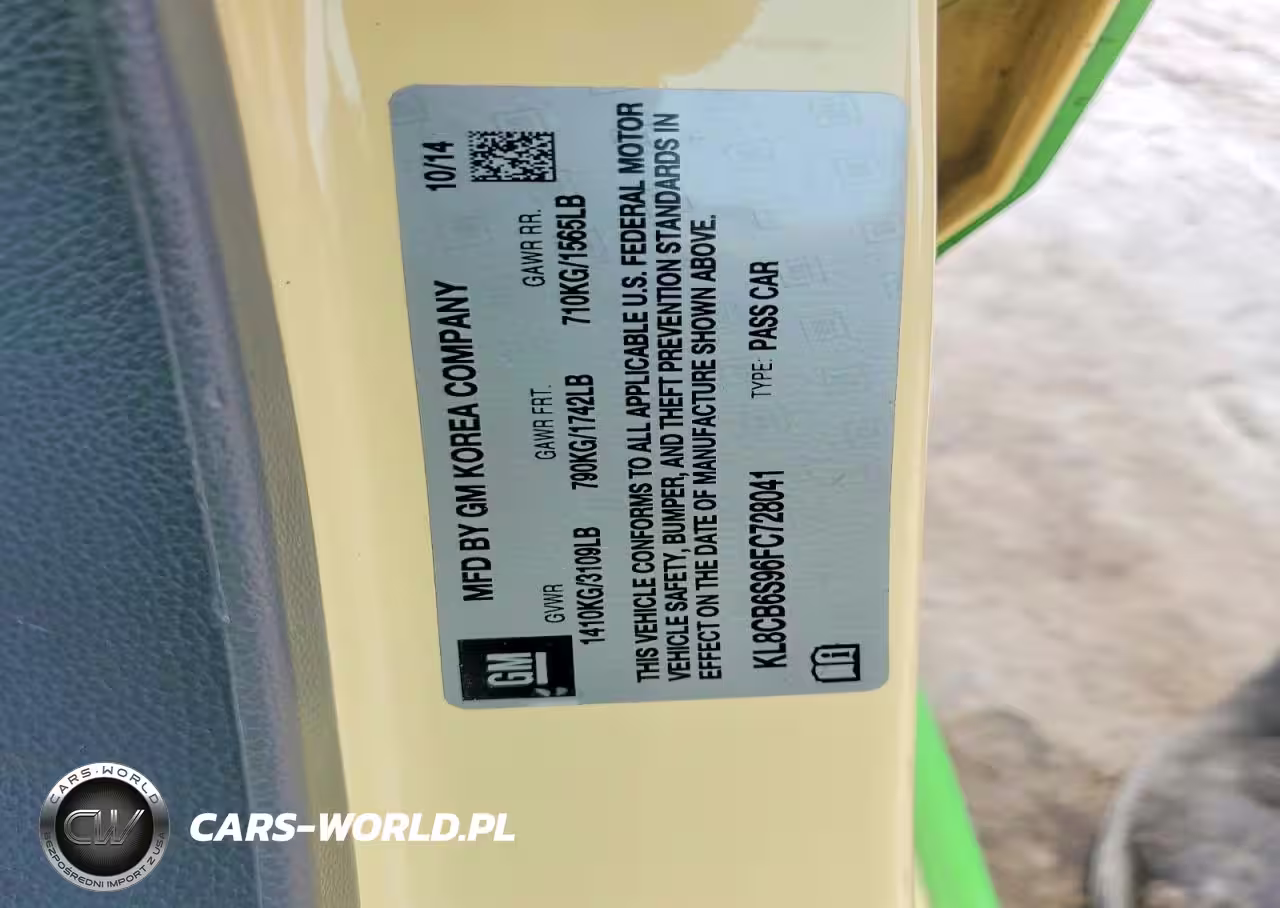 MFD BY GM KOREA COMPANY 10/14
GM
GVWR GAWR FRT. GAWR RR.
1410KG/3109LB 790KG/1742LB 710KG/1565LB
THIS VEHICLE CONFORMS TO ALL APPLICABLE U.S. FEDERAL MOTOR
VEHICLE SAFETY, BUMPER, AND THEFT PREVENTION STANDARDS IN
EFFECT ON THE DATE OF MANUFACTURE SHOWN ABOVE.
KL8CB6S96FC728041 TYPE: PASS CAR
CARS-WORLD
CW
BEZPOŚREDNI IMPORT Z USA
CARS-WORLD.PL